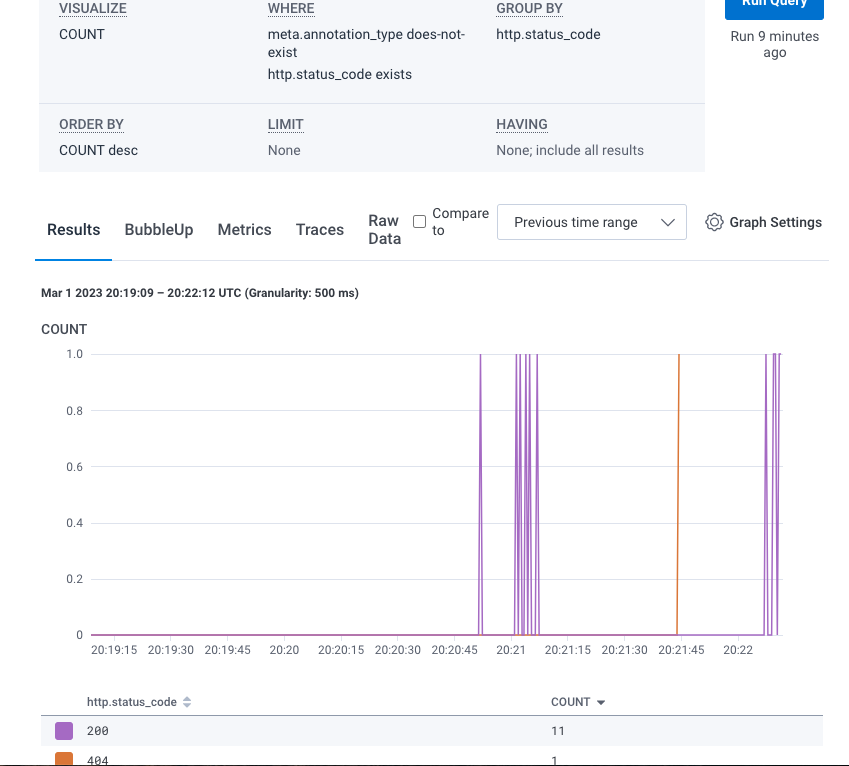 VISUALIZE
WHERE
GROUP BY
Run Query
COUNT
meta.annotation_type does-not-
exist
http.status_code exists
http.status_code
Run 9 minutes
ago
ORDER BY
LIMIT
HAVING
COUNT desc
None
None; include all results
Results
BubbleUp
Metrics
Traces
Raw
Data
Compare
to
Previous time range
Graph Settings
Mar 1 2023 20:19:09 – 20:22:12 UTC (Granularity: 500 ms)
COUNT
1.0
0.8
0.6
0.4
0.2
0
20:19:15
20:19:30
20:19:45
20:20
20:20:15
20:20:30
20:20:45
20:21
20:21:15
20:21:30
20:21:45
20:22
http.status_code
COUNT
200
11
404
1